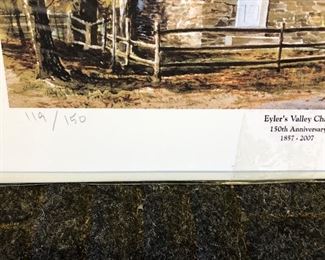 119/150
Eyler's Valley Cha
150th Anniversary
1857 - 2007